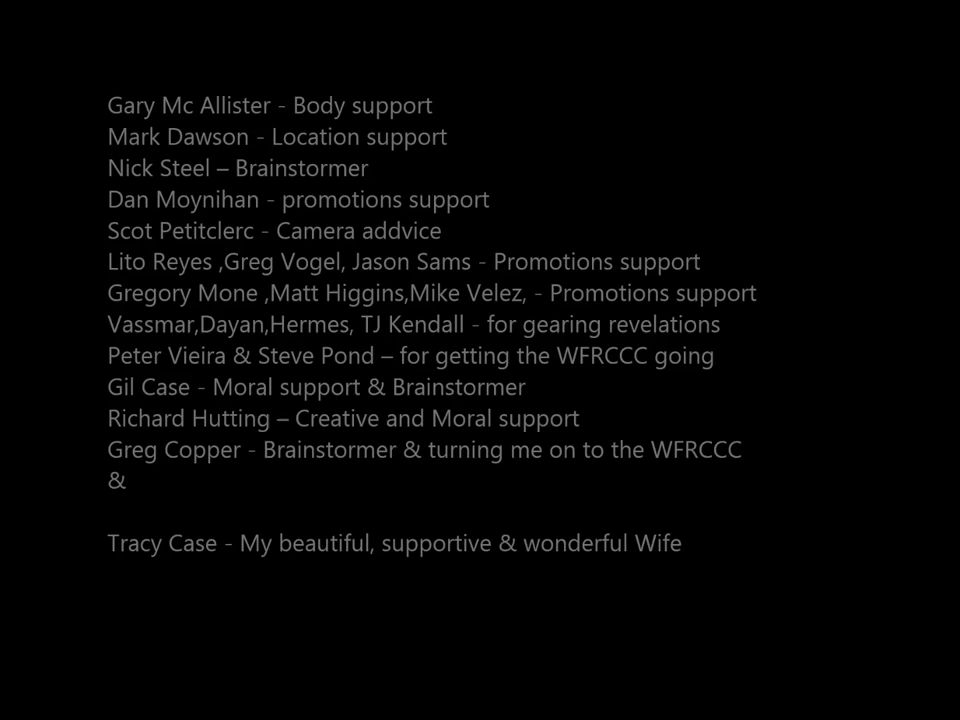 Gary Mc Allister - Body support
Mark Dawson - Location support
Nick Steel – Brainstormer
Dan Moynihan - promotions support
Scot Petitclerc - Camera addvice
Lito Reyes ,Greg Vogel, Jason Sams - Promotions support
Gregory Mone ,Matt Higgins,Mike Velez, - Promotions support
Vassmar,Dayan,Hermes, TJ Kendall - for gearing revelations
Peter Vieira & Steve Pond – for getting the WFRCCC going
Gil Case - Moral support & Brainstormer
Richard Hutting – Creative and Moral support
Greg Copper - Brainstormer & turning me on to the WFRCCC
&
Tracy Case - My beautiful, supportive & wonderful Wife